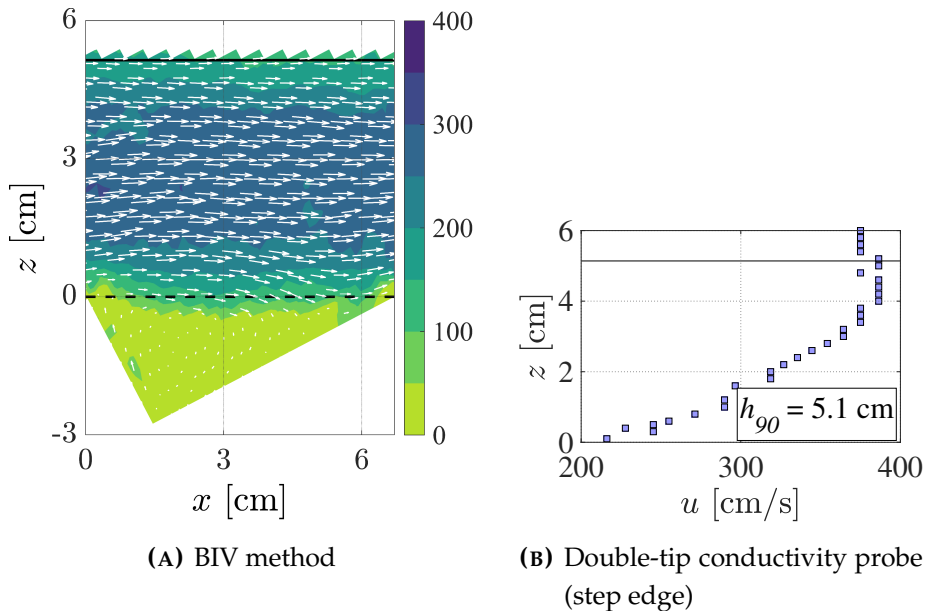 6
3
0
-3
z [cm]
0
3
6
x [cm]
400
300
200
100
0
(A) BIV method
6
4
2
0
z [cm]
200
300
400
u [cm/s]
h_90 = 5.1 cm
(B) Double-tip conductivity probe
(step edge)